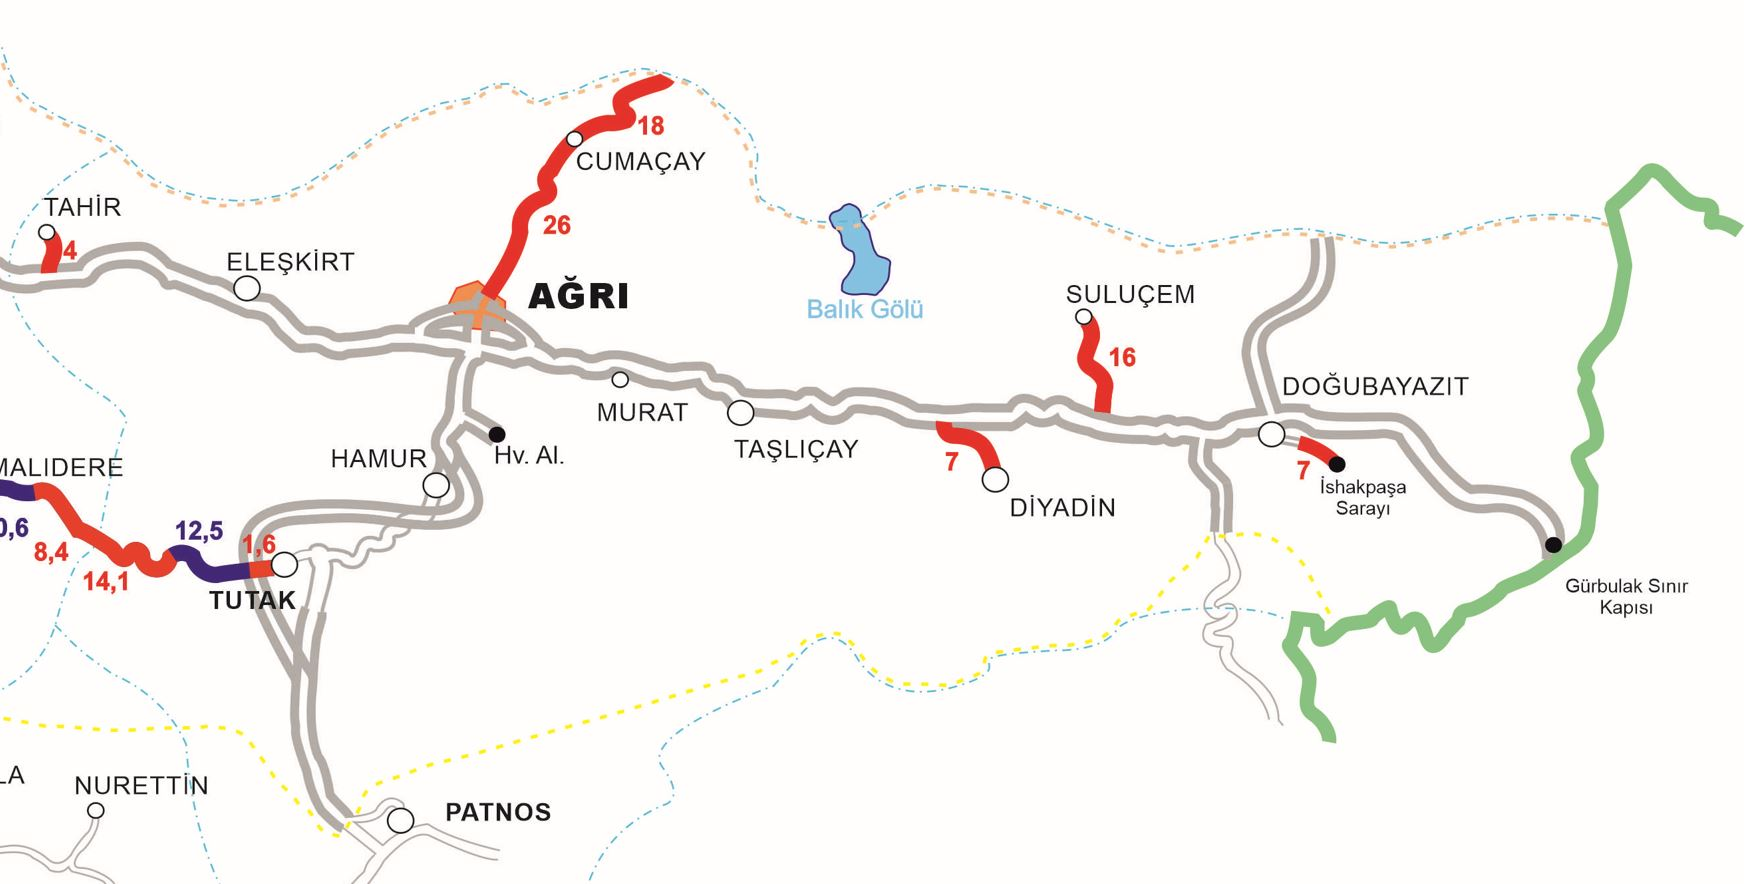 18
CUMAÇAY
TAHİR
26
4
ELEŞKİRT
AĞRI
SULUÇEM
Balık Gölü
16
DOĞUBAYAZIT
MURAT
TAŞLIÇAY
HAMUR
Hv. Al.
7
7
MALIDERE
İshakpaşa
Sarayı
DİYADİN
0,6
12,5
8,4
1,6
14,1
TUTAK
Gürbulak Sınır
Kapısı
LA
NURETTİN
PATNOS